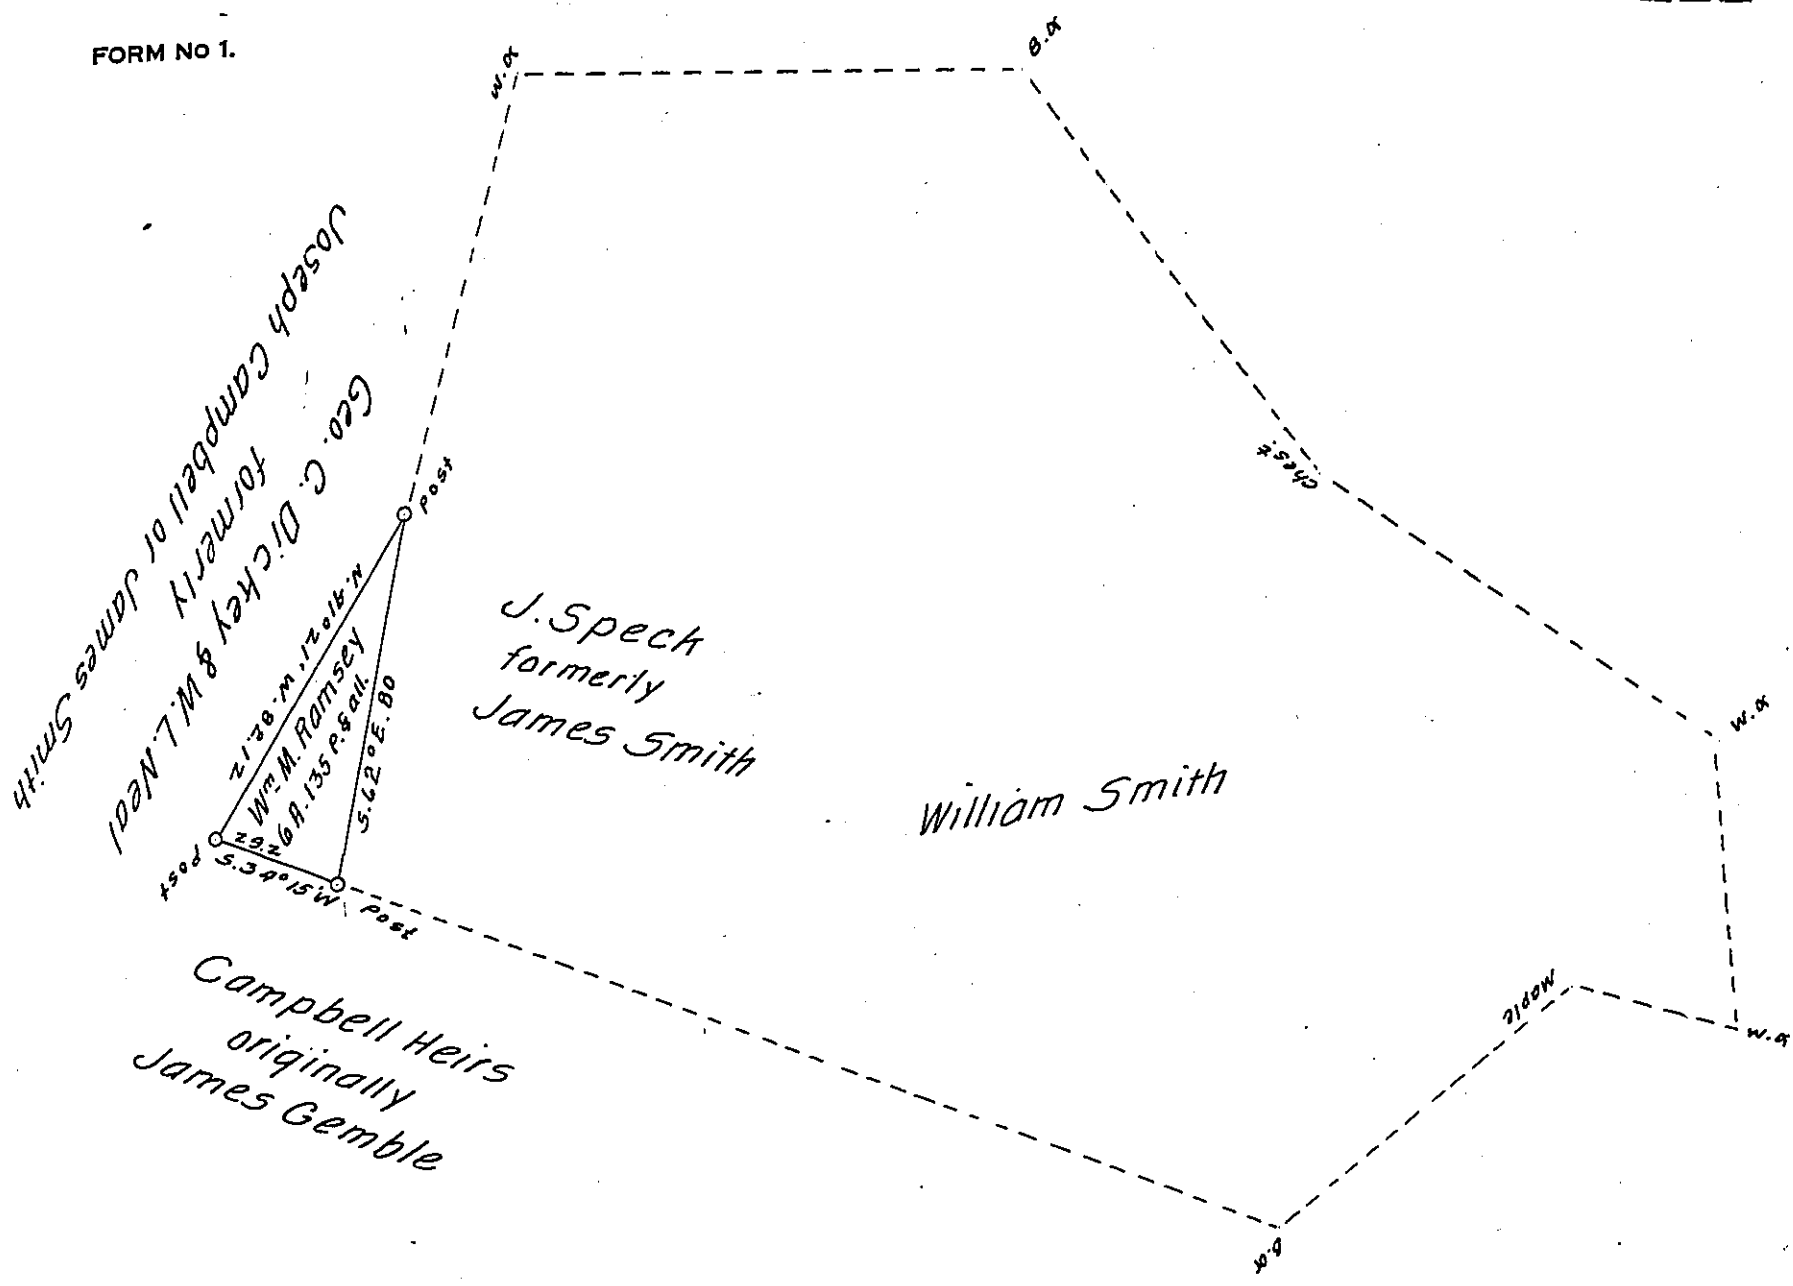 FORM No 1.
W.O
B.O
Joseph Campbell or James Smith
formerly
Geo. C. Dickey & W. L. Neal
Post
N. 41° 21' W. 82.12
Wm M. Ramsey
6 A. 135 P. & all.
S. 62° E. 80
29.2
S. 34° 15' W
Post
Post
J. Speck
formerly
James Smith
William Smith
Chest.
W.O
W.O
Maple
B.O
Campbell Heirs
originally
James Gemble